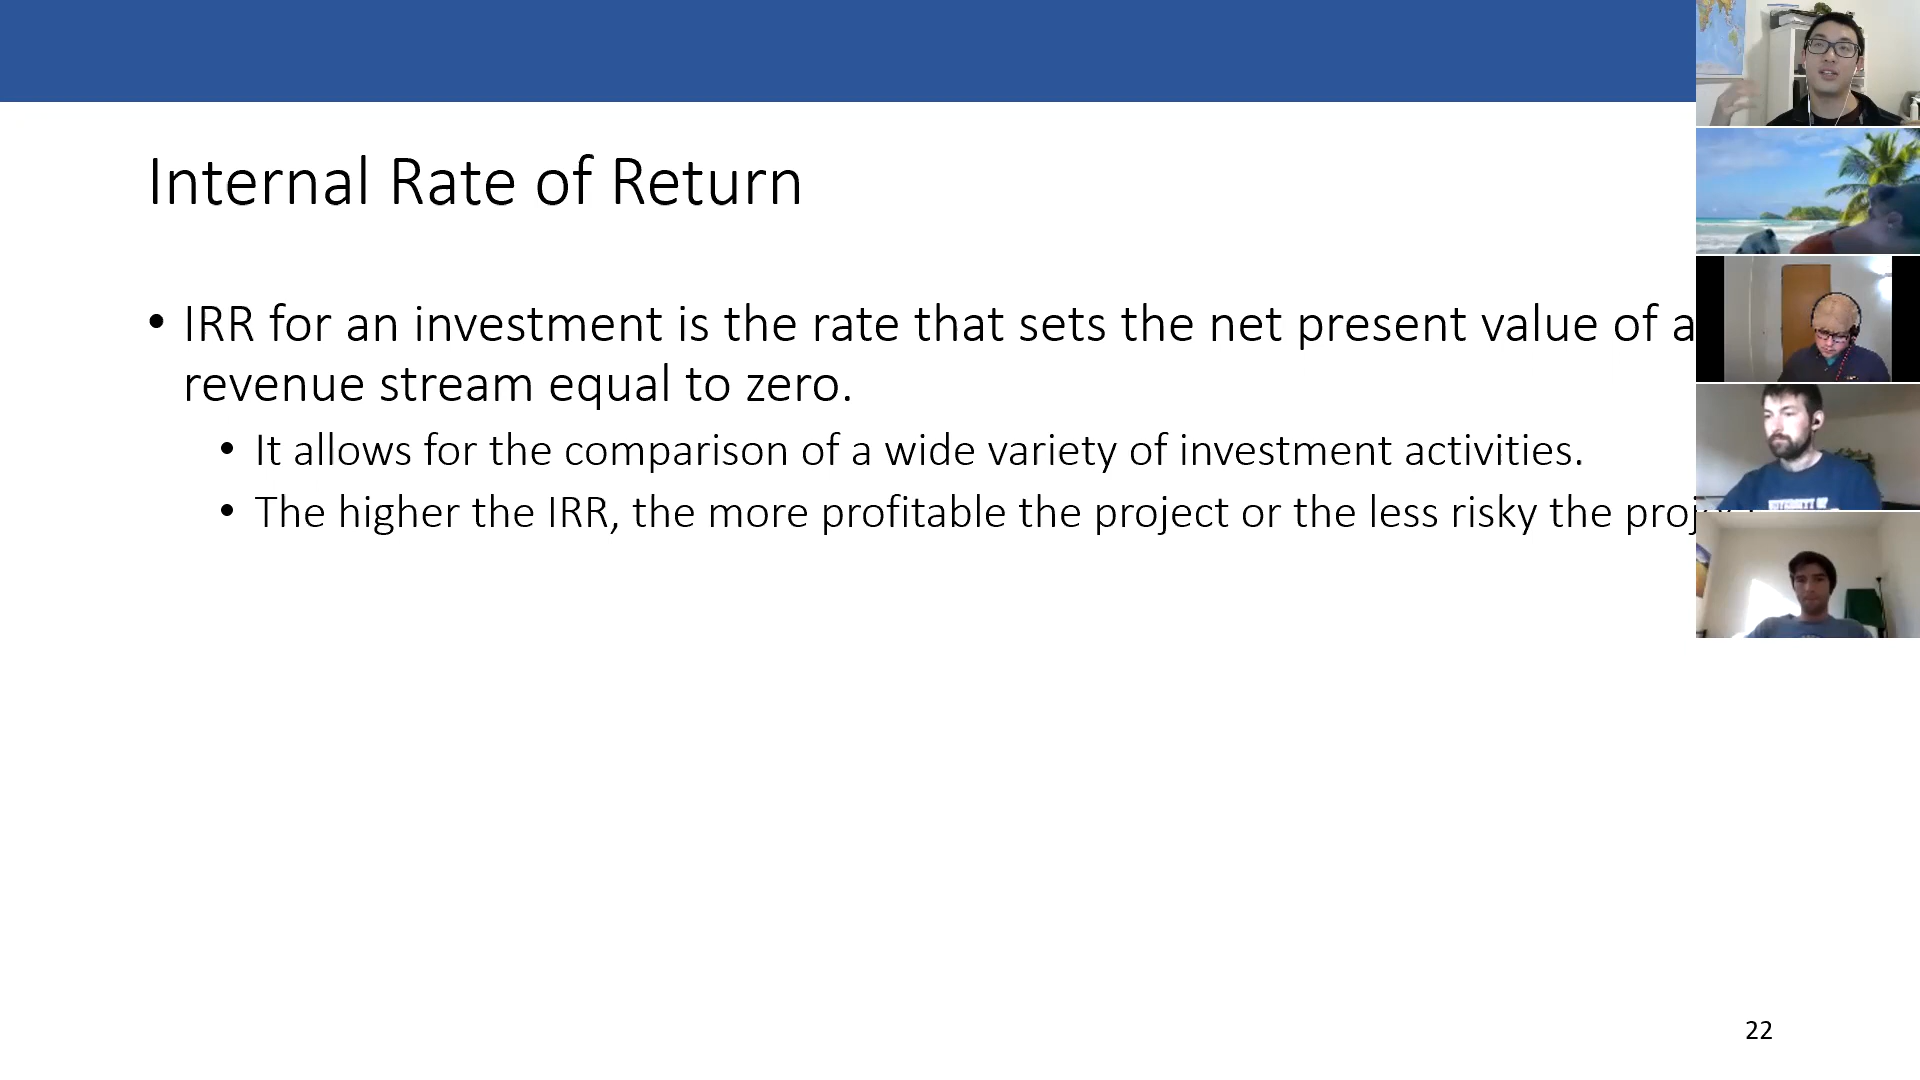 Internal Rate of Return
• IRR for an investment is the rate that sets the net present value of a
revenue stream equal to zero.
• It allows for the comparison of a wide variety of investment activities.
• The higher the IRR, the more profitable the project or the less risky the
22